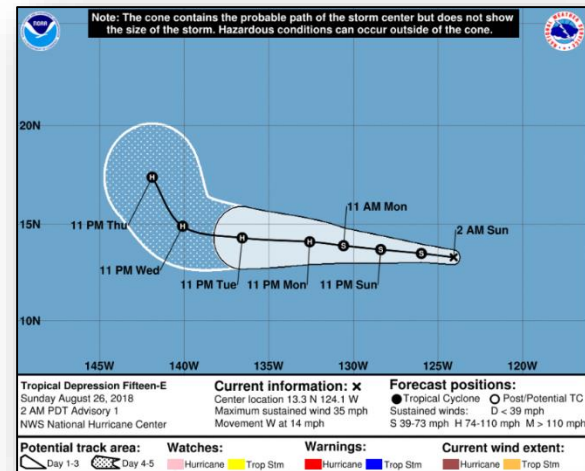 Note: The cone contains the probable path of the storm center but does not show
the size of the storm. Hazardous conditions can occur outside of the cone.
NOAA
20N
11 AM Mon
2 AM Sun
15N
11 PM Thu
11 PM Wed
11 PM Tue
11 PM Mon
11 PM Sun
H
H
H
H
S
S
S
10N
145W 140W 135W 130W 125W 120W
Tropical Depression Fifteen-E
Sunday August 26, 2018
2 AM PDT Advisory 1
NWS National Hurricane Center
Current information: ×
Center location 13.3 N 124.1 W
Maximum sustained wind 35 mph
Movement W at 14 mph
Forecast positions:
● Tropical Cyclone ○ Post/Potential TC
Sustained winds: D < 39 mph
S 39-73 mph H 74-110 mph M > 110 mph
Potential track area:
Day 1-3 Day 4-5
Watches:
Hurricane Trop Stm
Warnings:
Hurricane Trop Stm
Current wind extent:
Hurricane Trop Stm